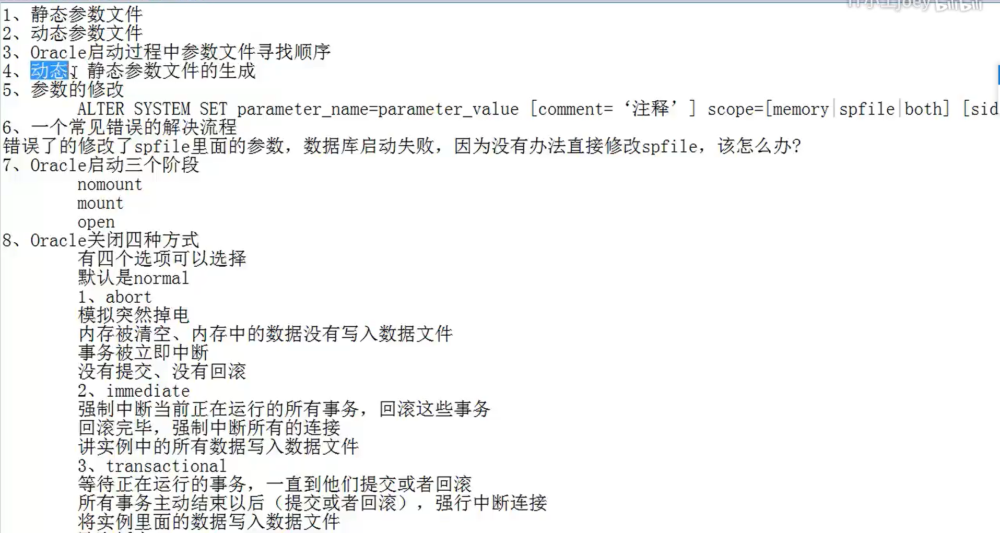 bilibili
1、静态参数文件
2、动态参数文件
3、Oracle启动过程中参数文件寻找顺序
4、动态、静态参数文件的生成
5、参数的修改
ALTER SYSTEM SET parameter_name=parameter_value [comment=‘注释’] scope=[memory|spfile|both] [sid
6、一个常见错误的解决流程
错误了的修改了spfile里面的参数，数据库启动失败，因为没有办法直接修改spfile，该怎么办?
7、Oracle启动三个阶段
nomount
mount
open
8、Oracle关闭四种方式
有四个选项可以选择
默认是normal
1、abort
模拟突然掉电
内存被清空、内存中的数据没有写入数据文件
事务被立即中断
没有提交、没有回滚
2、immediate
强制中断当前正在运行的所有事务，回滚这些事务
回滚完毕，强制中断所有的连接
讲实例中的所有数据写入数据文件
3、transactional
等待正在运行的事务，一直到他们提交或者回滚
所有事务主动结束以后（提交或者回滚），强行中断连接
将实例里面的数据写入数据文件